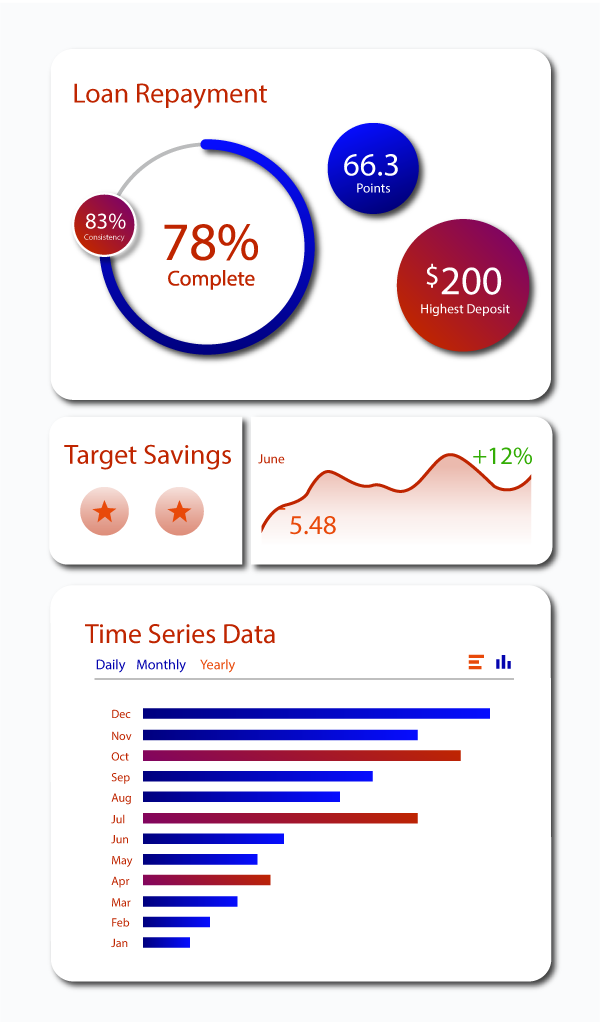 Loan Repayment
83%
Consistency
78%
Complete
66.3
Points
$200
Highest Deposit
Target Savings
June
+12%
5.48
Time Series Data
Daily Monthly Yearly
Dec
Nov
Oct
Sep
Aug
Jul
Jun
May
Apr
Mar
Feb
Jan